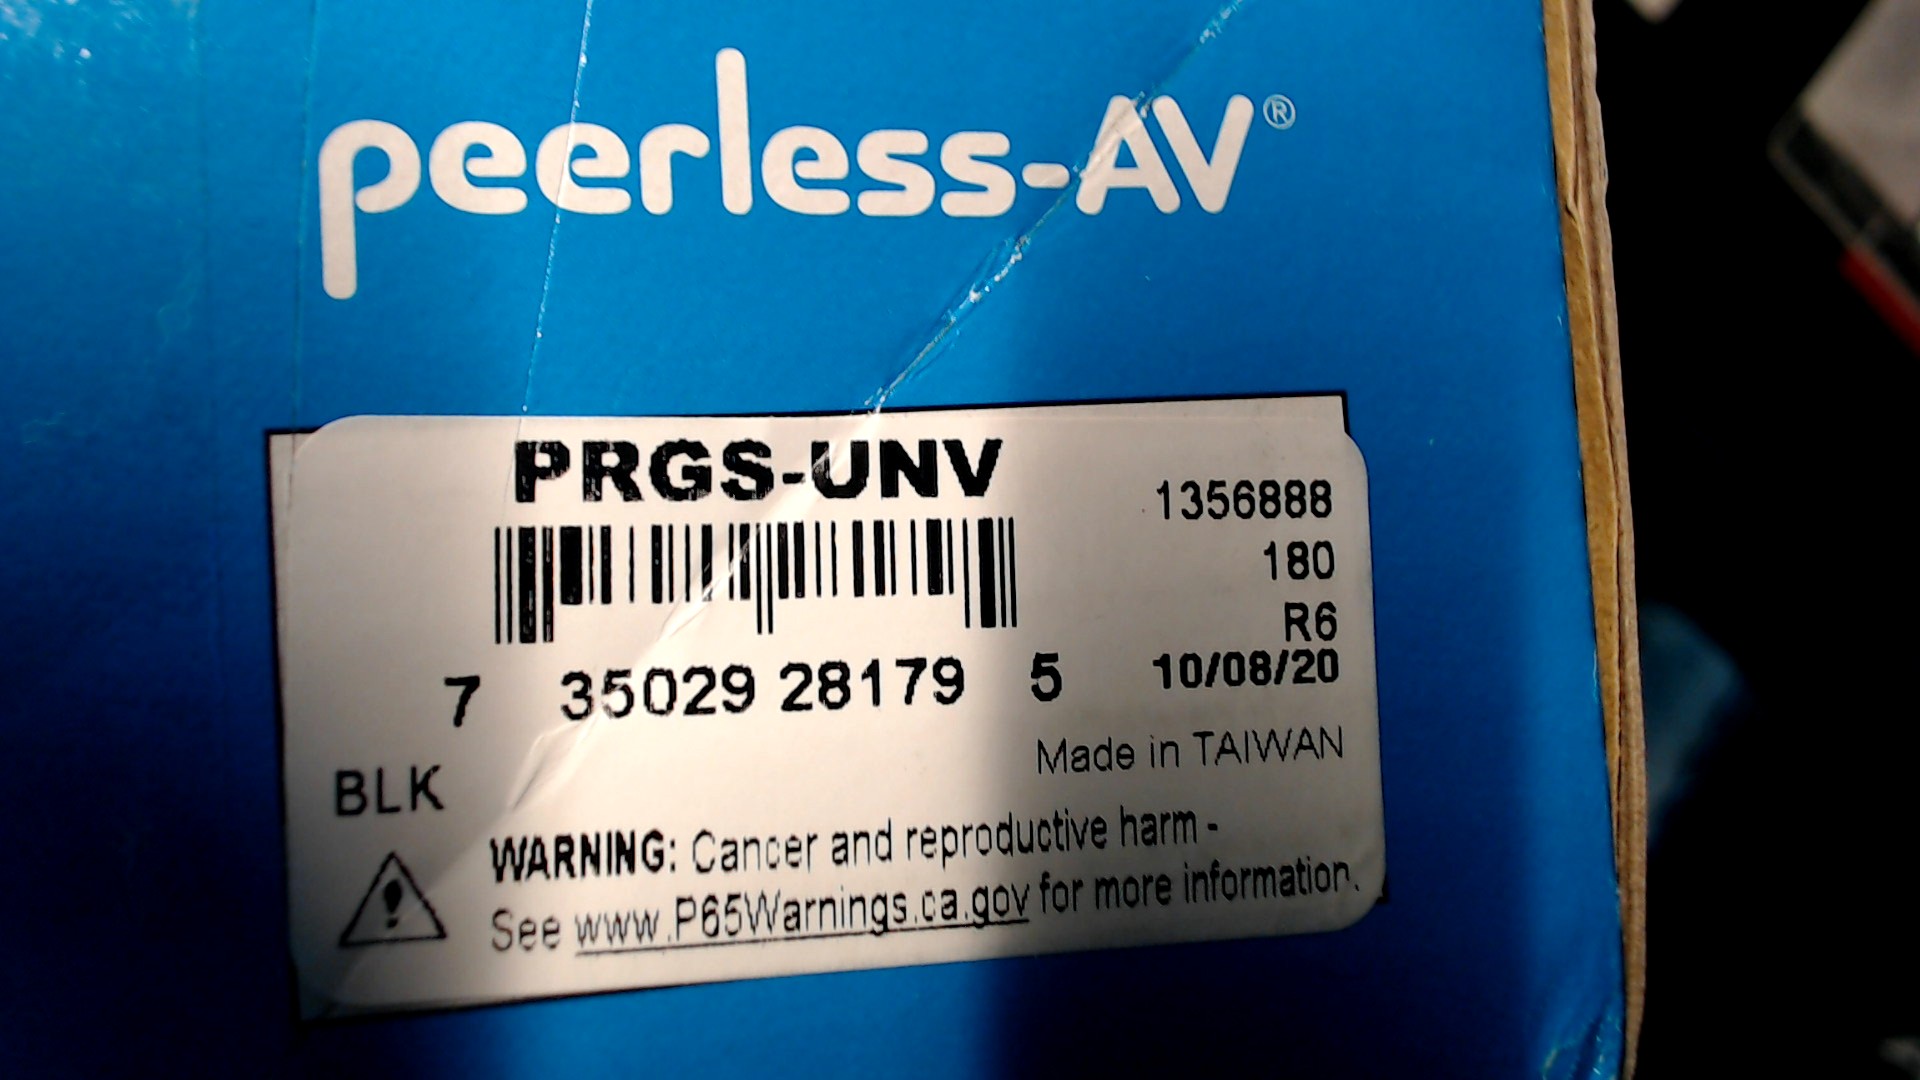 peerless-AV®
PRGS-UNV
1356888
180
R6
7 35029 28179 5
10/08/20
Made in TAIWAN
BLK
WARNING: Cancer and reproductive harm -
See www.P65Warnings.ca.gov for more information.